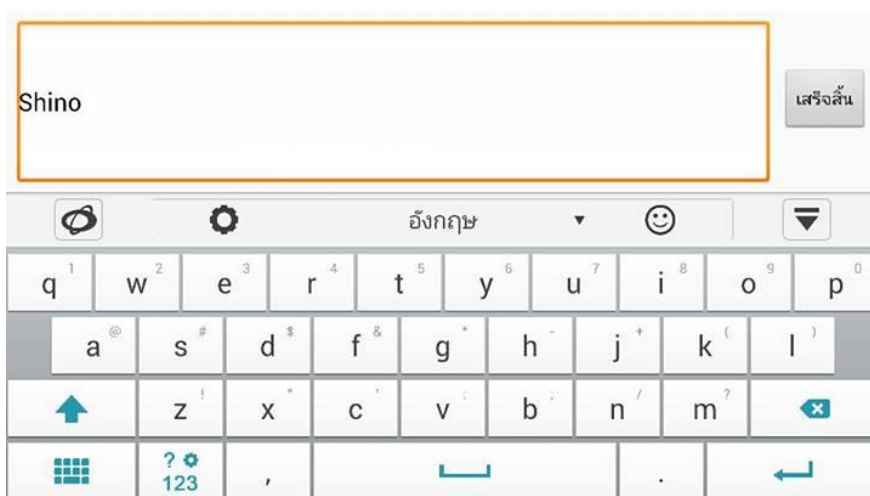 Shino
เสร็จสิ้น
อังกฤษ
q 1 w 2 e 3 r 4 t 5 y 6 u 7 i 8 o 9 p 0
a @ s # d $ f & g * h - j + k ( l )
z ! x " c ' v : b ; n / m ?
? 123 , .